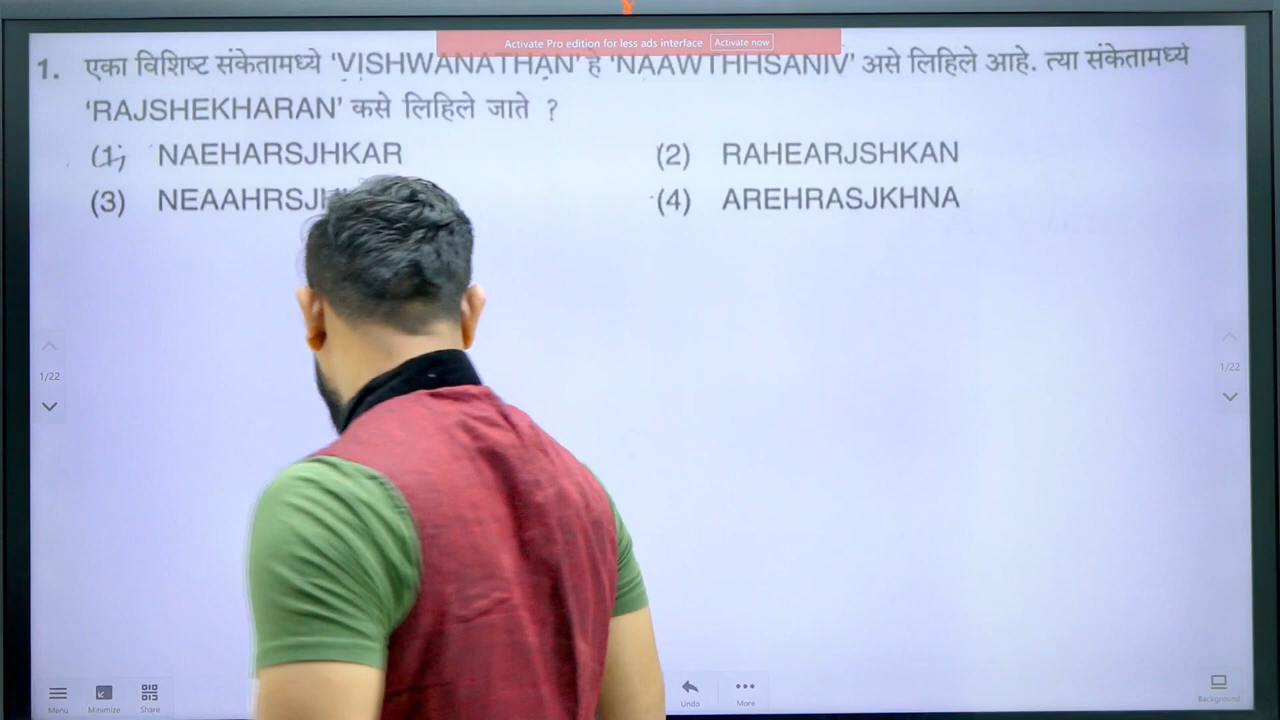 Activate Pro edition for less ads interface Activate now
1. एका विशिष्ट संकेतामध्ये ‘VISHWANATHAN’ हे ‘NAAWTHHSANIV’ असे लिहिले आहे. त्या संकेतामध्ये
‘RAJSHEKHARAN’ कसे लिहिले जाते ?
(1) NAEHARSJHKAR (2) RAHEARJSHKAN
(3) (4) AREHRASJKHNA
1/22 1/22
Menu Minimize Share Undo More Background